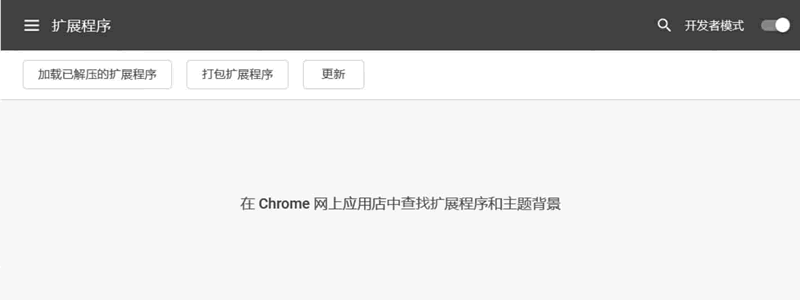 扩展程序
开发者模式
加载已解压的扩展程序 打包扩展程序 更新
在 Chrome 网上应用店中查找扩展程序和主题背景